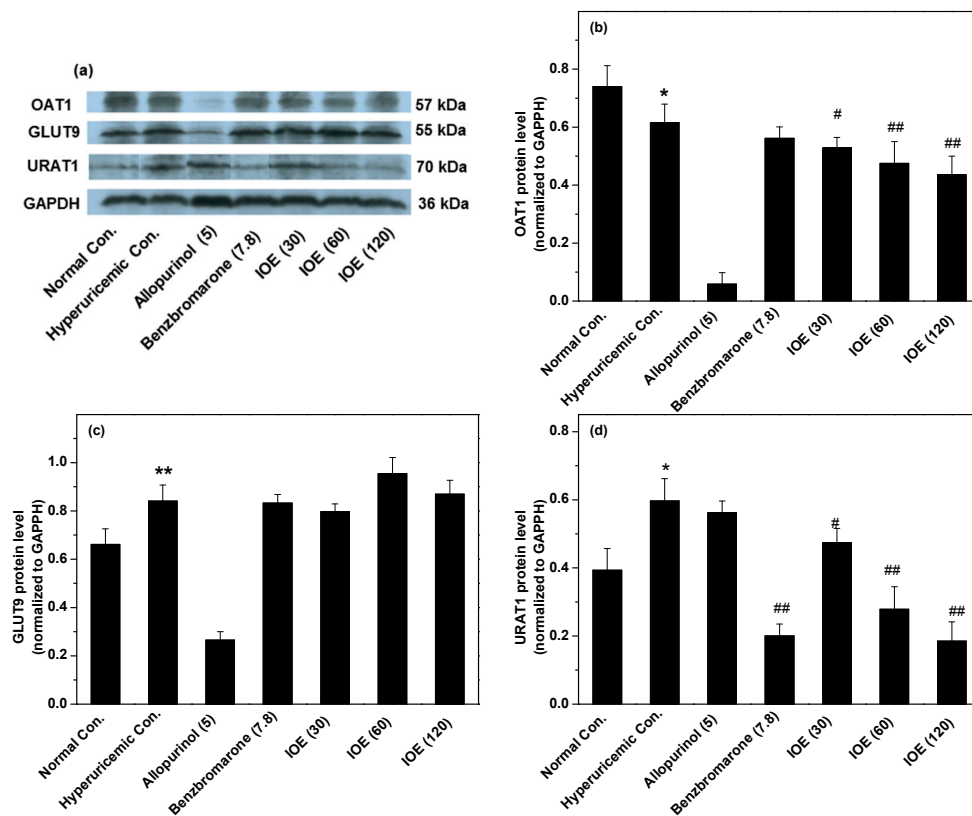 (a)
OAT1
57 kDa
GLUT9
55 kDa
URAT1
70 kDa
GAPDH
36 kDa
Normal Con.
Hyperuricemic Con.
Allopurinol (5)
Benzbromarone (7.8)
IOE (30)
IOE (60)
IOE (120)
(b)
OAT1 protein level
(normalized to GAPPH)
0.8
0.6
0.4
0.2
0.0
*
#
##
##
Normal Con.
Hyperuricemic Con.
Allopurinol (5)
Benzbromarone (7.8)
IOE (30)
IOE (60)
IOE (120)
(c)
GLUT9 protein level
(normalized to GAPPH)
1.0
0.8
0.6
0.4
0.2
0.0
**
Normal Con.
Hyperuricemic Con.
Allopurinol (5)
Benzbromarone (7.8)
IOE (30)
IOE (60)
IOE (120)
(d)
URAT1 protein level
(normalized to GAPPH)
0.8
0.6
0.4
0.2
0.0
*
##
#
##
##
Normal Con.
Hyperuricemic Con.
Allopurinol (5)
Benzbromarone (7.8)
IOE (30)
IOE (60)
IOE (120)